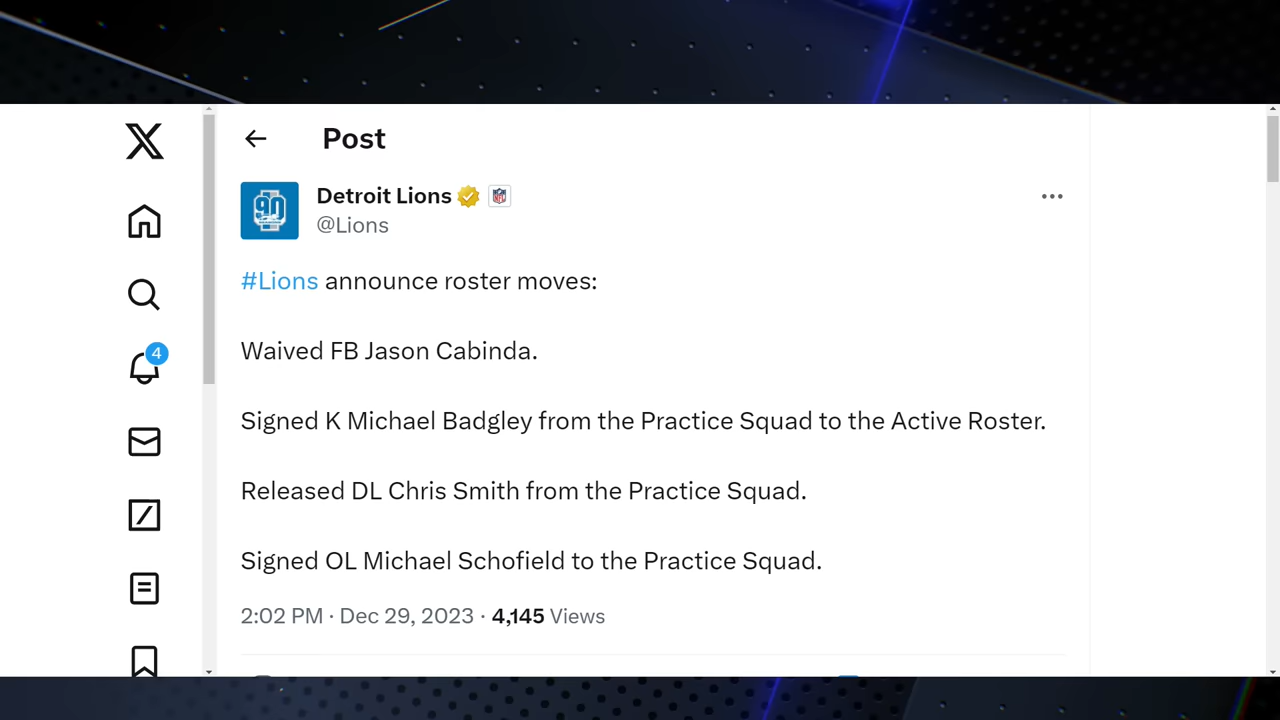 Post
Detroit Lions
@Lions
#Lions announce roster moves:
Waived FB Jason Cabinda.
Signed K Michael Badgley from the Practice Squad to the Active Roster.
Released DL Chris Smith from the Practice Squad.
Signed OL Michael Schofield to the Practice Squad.
2:02 PM · Dec 29, 2023 · 4,145 Views
4
90